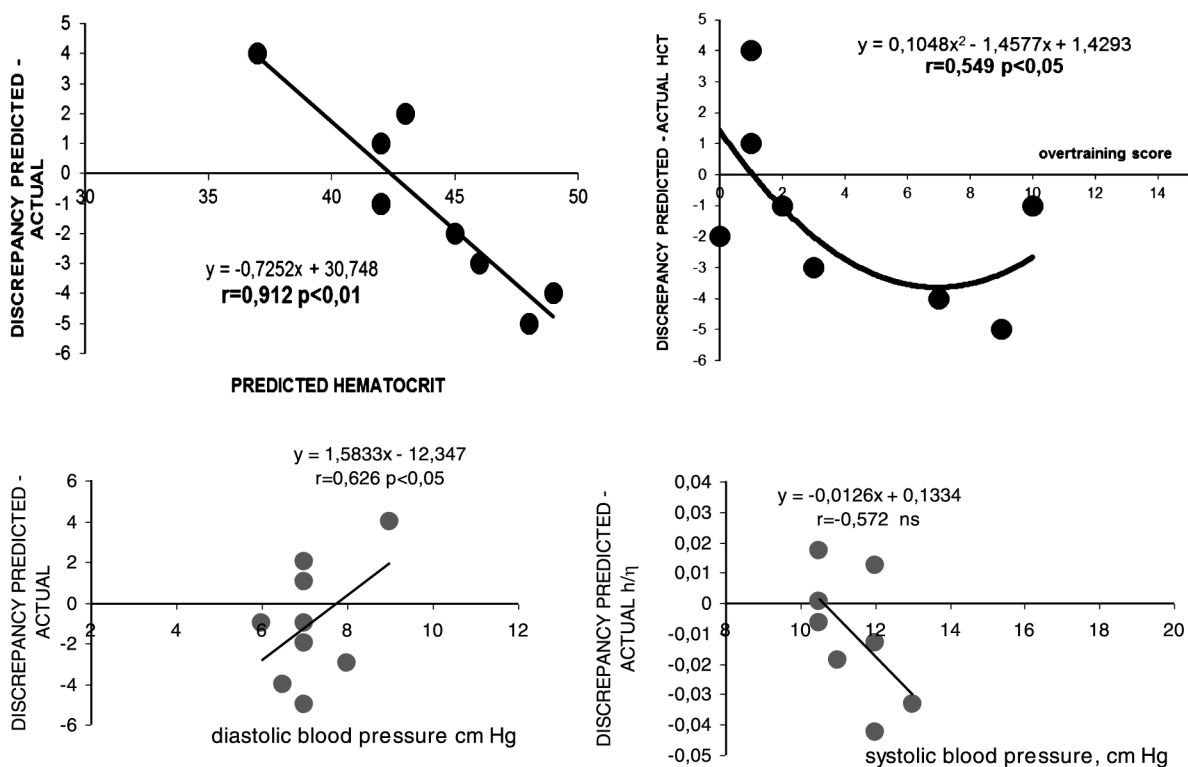 DISCREPANCY PREDICTED -
ACTUAL
5
4
3
2
1
0
-1
-2
-3
-4
-5
-6
30
35
40
45
50
y = -0,7252x + 30,748
r=0,912 p<0,01
PREDICTED HEMATOCRIT
DISCREPANCY PREDICTED - ACTUAL HCT
5
4
3
2
1
0
-1
-2
-3
-4
-5
-6
y = 0,1048x² - 1,4577x + 1,4293
r=0,549 p<0,05
overtraining score
0 2 4 6 8 10 12 14
DISCREPANCY PREDICTED -
ACTUAL
y = 1,5833x - 12,347
r=0,626 p<0,05
6
4
2
0
-2
-4
-6
2 4 6 8 10 12
diastolic blood pressure cm Hg
DISCREPANCY PREDICTED -
ACTUAL h/η
y = -0,0126x + 0,1334
r=-0,572 ns
0,04
0,03
0,02
0,01
0
-0,01
-0,02
-0,03
-0,04
-0,05
8 10 12 14 16 18 20
systolic blood pressure, cm Hg